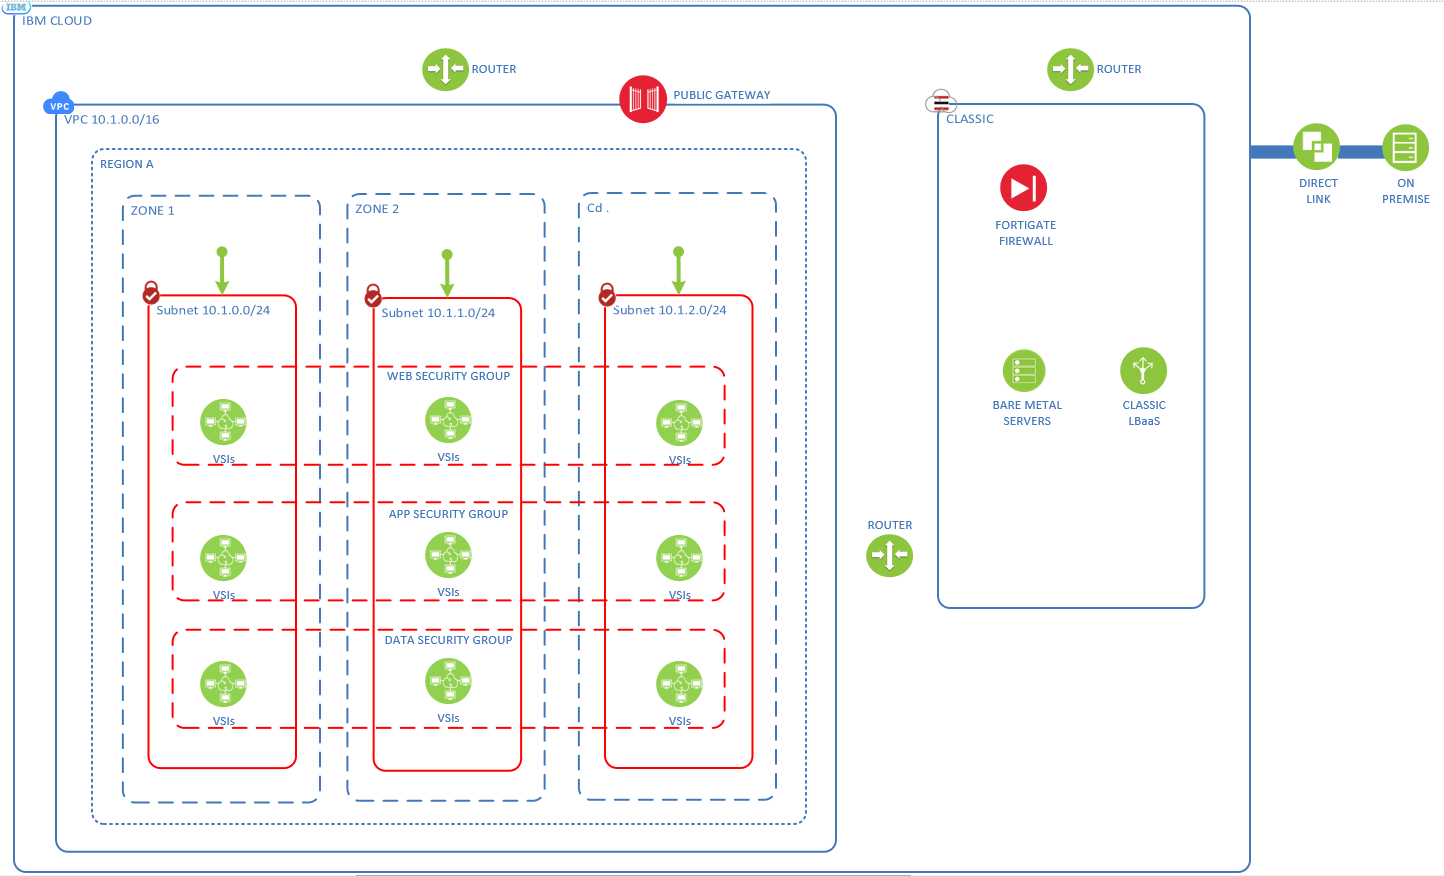 IBM
IBM CLOUD
ROUTER
ROUTER
PUBLIC GATEWAY
VPC
VPC 10.1.0.0/16
CLASSIC
REGION A
ZONE 1
ZONE 2
Cd .
Subnet 10.1.0.0/24
Subnet 10.1.1.0/24
Subnet 10.1.2.0/24
WEB SECURITY GROUP
VSIs
VSIs
VSIs
APP SECURITY GROUP
VSIs
VSIs
VSIs
DATA SECURITY GROUP
VSIs
VSIs
VSIs
ROUTER
FORTIGATE
FIREWALL
BARE METAL
SERVERS
CLASSIC
LBaaS
DIRECT
LINK
ON
PREMISE